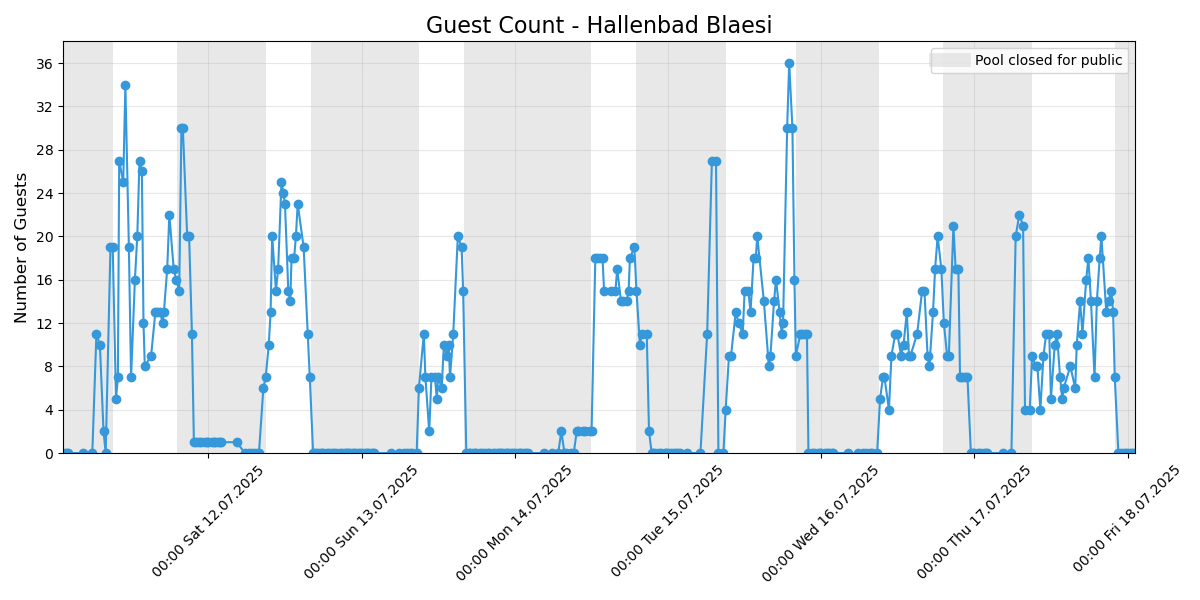 Guest Count - Hallenbad Blaesi
Pool closed for public
Number of Guests
36
32
28
24
20
16
12
8
4
0
00:00 Sat 12.07.2025
00:00 Sun 13.07.2025
00:00 Mon 14.07.2025
00:00 Tue 15.07.2025
00:00 Wed 16.07.2025
00:00 Thu 17.07.2025
00:00 Fri 18.07.2025